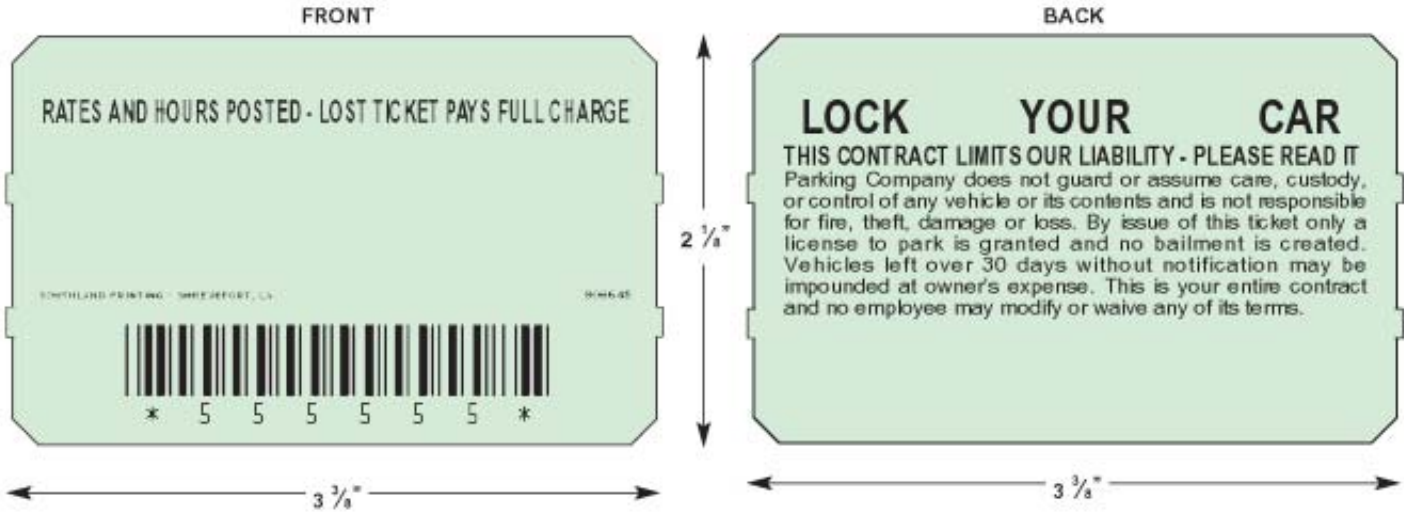 FRONT
RATES AND HOURS POSTED - LOST TICKET PAYS FULL CHARGE
SOUTHLAND PRINTING - SHREVEPORT, LA
* 5 5 5 5 5 5 *
3 ⅜"
2 ⅛"
BACK
LOCK YOUR CAR
THIS CONTRACT LIMITS OUR LIABILITY - PLEASE READ IT
Parking Company does not guard or assume care, custody,
or control of any vehicle or its contents and is not responsible
for fire, theft, damage or loss. By issue of this ticket only a
license to park is granted and no bailment is created.
Vehicles left over 30 days without notification may be
impounded at owner's expense. This is your entire contract
and no employee may modify or waive any of its terms.
3 ⅜"